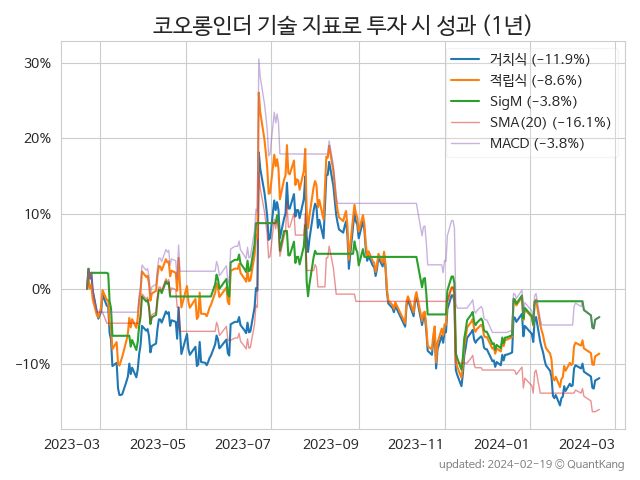 코오롱인더 기술 지표로 투자 시 성과 (1년)
30%
20%
10%
0%
−10%
거치식 (−11.9%)
적립식 (−8.6%)
SigM (−3.8%)
SMA(20) (−16.1%)
MACD (−3.8%)
2023-03
2023-05
2023-07
2023-09
2023-11
2024-01
2024-03
updated: 2024-02-19 © QuantKang